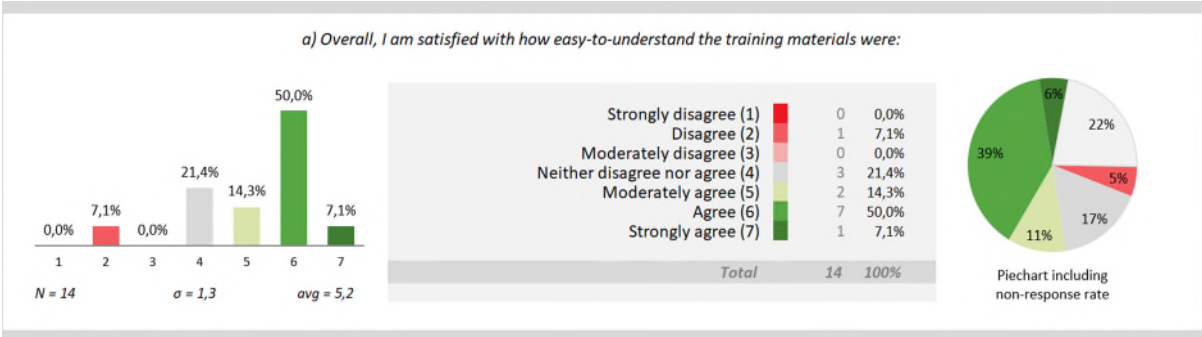 a) Overall, I am satisfied with how easy-to-understand the training materials were:
50,0%
21,4%
14,3%
7,1%
7,1%
0,0%
0,0%
1 2 3 4 5 6 7
N = 14 σ = 1,3 avg = 5,2
Strongly disagree (1) 0 0,0%
Disagree (2) 1 7,1%
Moderately disagree (3) 0 0,0%
Neither disagree nor agree (4) 3 21,4%
Moderately agree (5) 2 14,3%
Agree (6) 7 50,0%
Strongly agree (7) 1 7,1%
Total 14 100%
6%
22%
39%
5%
17%
11%
Piechart including
non-response rate